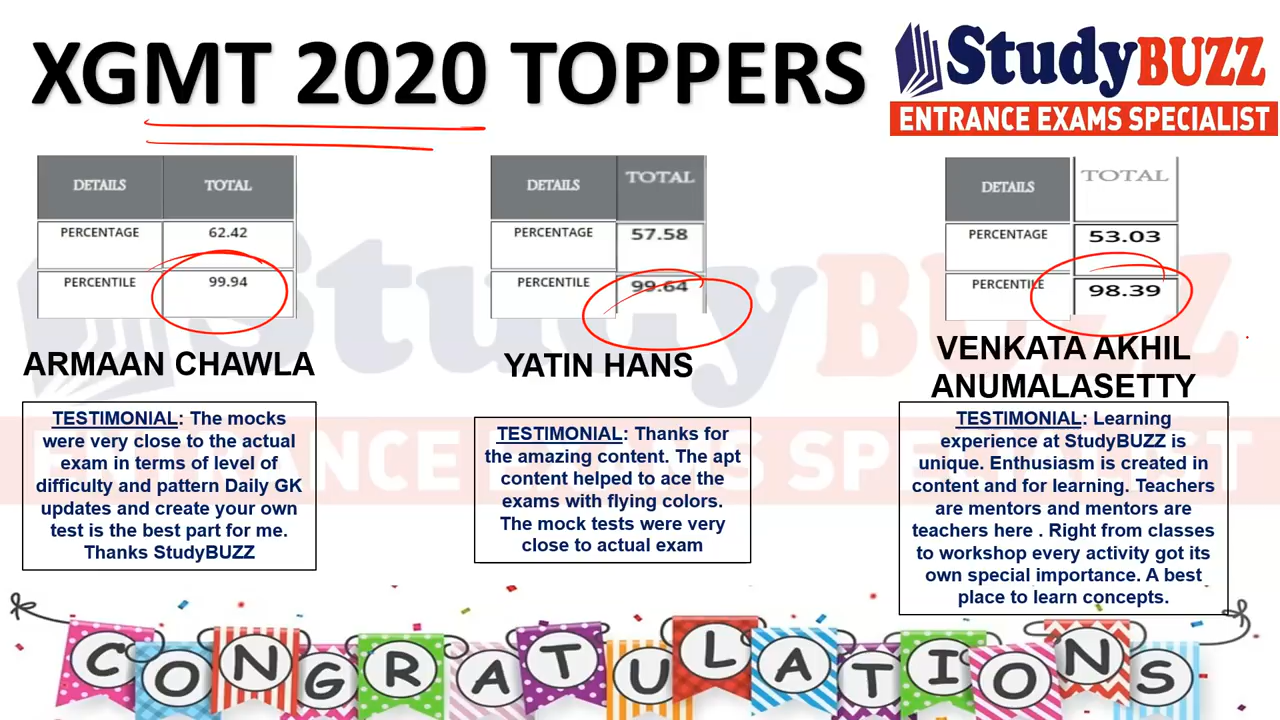 XGMT 2020 TOPPERS
StudyBUZZ
ENTRANCE EXAMS SPECIALIST
DETAILS TOTAL
PERCENTAGE 62.42
PERCENTILE 99.94
ARMAAN CHAWLA
TESTIMONIAL: The mocks
were very close to the actual
exam in terms of level of
difficulty and pattern Daily GK
updates and create your own
test is the best part for me.
Thanks StudyBUZZ
DETAILS TOTAL
PERCENTAGE 57.58
PERCENTILE 99.64
YATIN HANS
TESTIMONIAL: Thanks for
the amazing content. The apt
content helped to ace the
exams with flying colors.
The mock tests were very
close to actual exam
DETAILS TOTAL
PERCENTAGE 53.03
PERCENTILE 98.39
VENKATA AKHIL
ANUMALASETTY
TESTIMONIAL: Learning
experience at StudyBUZZ is
unique. Enthusiasm is created in
content and for learning. Teachers
are mentors and mentors are
teachers here . Right from classes
to workshop every activity got its
own special importance. A best
place to learn concepts.
StudyBUZZ
ENTRANCE EXAMS SPECIALIST
CONGRATULATIONS